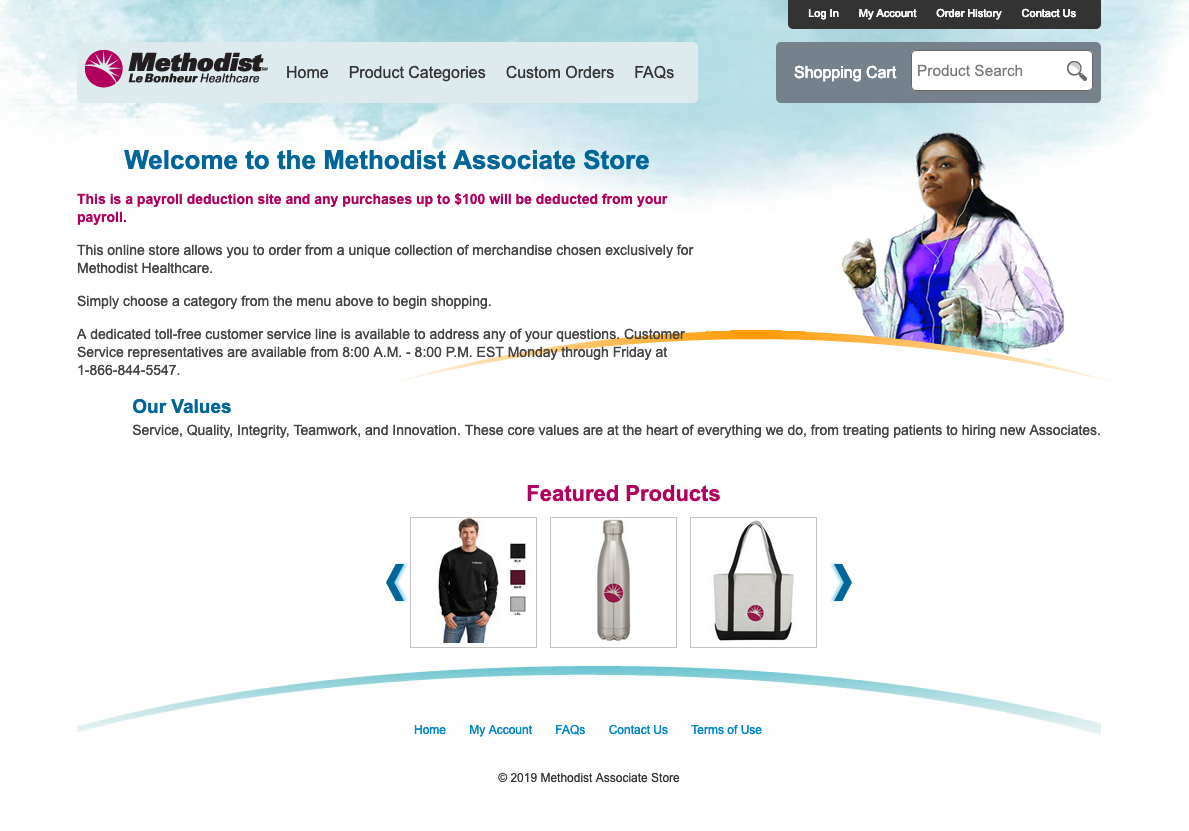 Log In My Account Order History Contact Us
Methodist SM
Le Bonheur Healthcare
Home Product Categories Custom Orders FAQs
Shopping Cart Product Search
Welcome to the Methodist Associate Store
This is a payroll deduction site and any purchases up to $100 will be deducted from your
payroll.
This online store allows you to order from a unique collection of merchandise chosen exclusively for
Methodist Healthcare.
Simply choose a category from the menu above to begin shopping.
A dedicated toll-free customer service line is available to address any of your questions. Customer
Service representatives are available from 8:00 A.M. - 8:00 P.M. EST Monday through Friday at
1-866-844-5547.
Our Values
Service, Quality, Integrity, Teamwork, and Innovation. These core values are at the heart of everything we do, from treating patients to hiring new Associates.
Featured Products
BLK
Home My Account FAQs Contact Us Terms of Use
© 2019 Methodist Associate Store